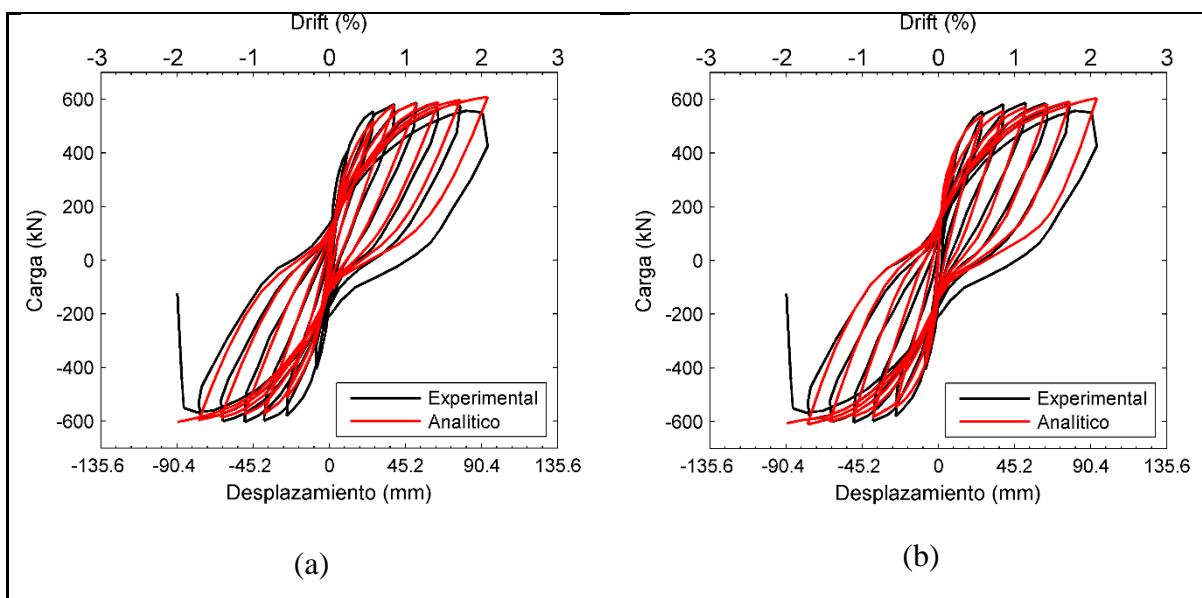 Drift (%)
-3 -2 -1 0 1 2 3
600
400
200
0
-200
-400
-600
Carga (kN)
Experimental
Analítico
-135.6 -90.4 -45.2 0 45.2 90.4 135.6
Desplazamiento (mm)
(a)
Drift (%)
-3 -2 -1 0 1 2 3
600
400
200
0
-200
-400
-600
Carga (kN)
Experimental
Analítico
-135.6 -90.4 -45.2 0 45.2 90.4 135.6
Desplazamiento (mm)
(b)